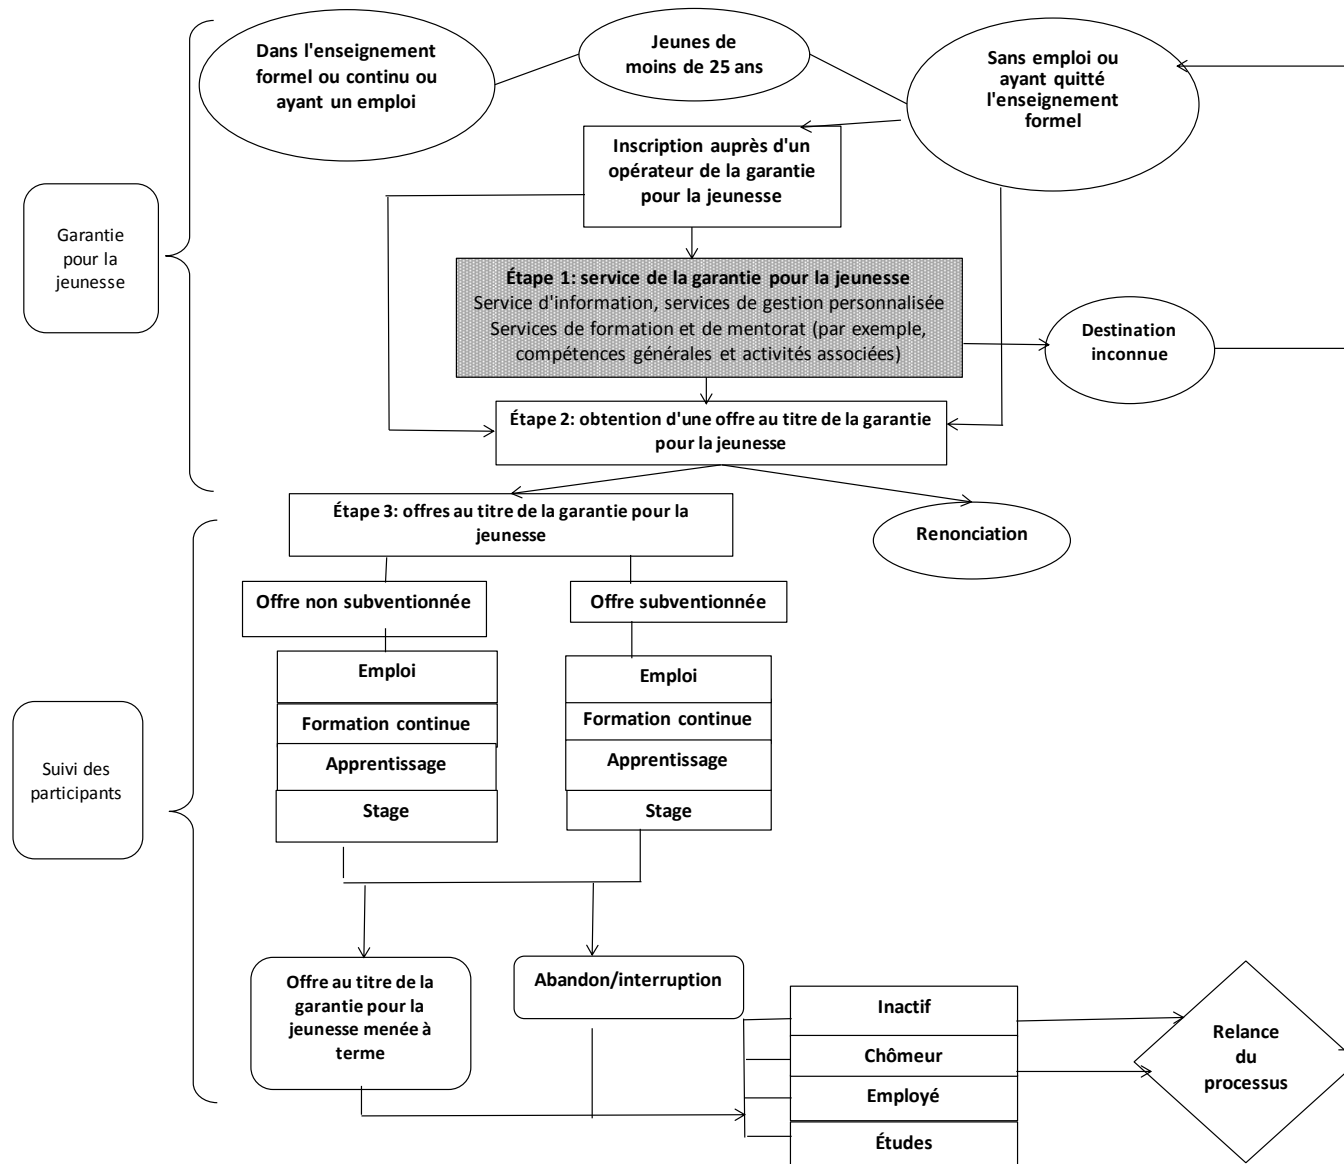 Dans l'enseignement
formel ou continu ou
ayant un emploi
Jeunes de
moins de 25 ans
Sans emploi ou
ayant quitté
l'enseignement
formel
Inscription auprès d'un
opérateur de la garantie
pour la jeunesse
Garantie
pour la
jeunesse
Étape 1: service de la garantie pour la jeunesse
Service d'information, services de gestion personnalisée
Services de formation et de mentorat (par exemple,
compétences générales et activités associées)
Destination
inconnue
Étape 2: obtention d'une offre au titre de la garantie
pour la jeunesse
Étape 3: offres au titre de la garantie pour la
jeunesse
Renonciation
Offre non subventionnée
Offre subventionnée
Emploi
Formation continue
Apprentissage
Stage
Emploi
Formation continue
Apprentissage
Stage
Suivi des
participants
Offre au titre de la
garantie pour la
jeunesse menée à
terme
Abandon/interruption
Inactif
Chômeur
Employé
Études
Relance
du
processus